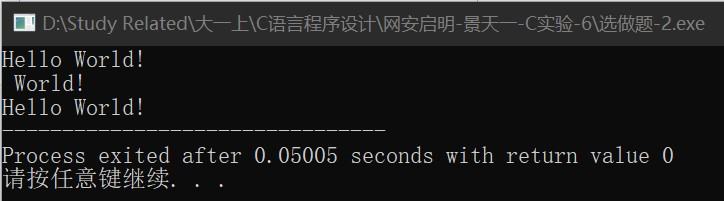 D:\Study Related\大一上\C语言程序设计\网安启明-景天一-C实验-6\选做题-2.exe
Hello World!
 World!
Hello World!
--------------------------------
Process exited after 0.05005 seconds with return value 0
请按任意键继续. . .